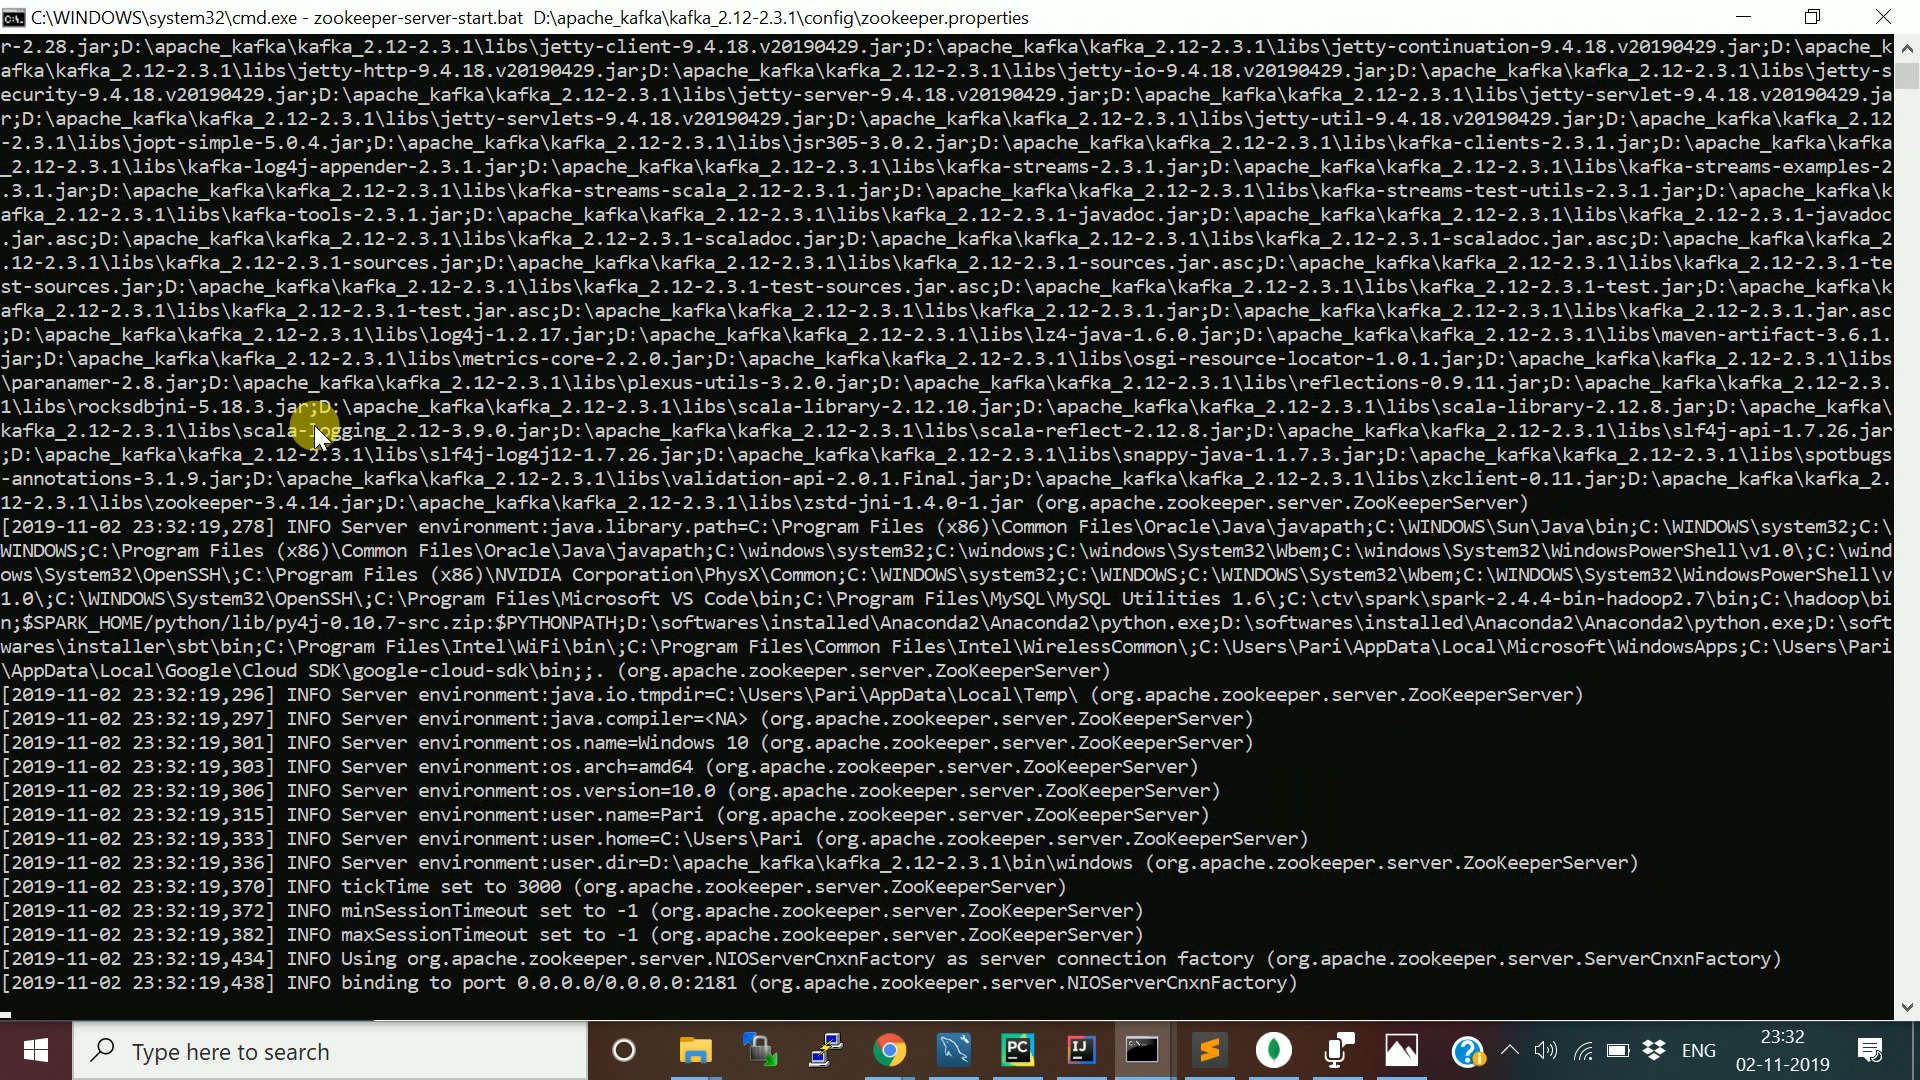 C:\WINDOWS\system32\cmd.exe - zookeeper-server-start.bat  D:\apache_kafka\kafka_2.12-2.3.1\config\zookeeper.properties
r-2.28.jar;D:\apache_kafka\kafka_2.12-2.3.1\libs\jetty-client-9.4.18.v20190429.jar;D:\apache_kafka\kafka_2.12-2.3.1\libs\jetty-continuation-9.4.18.v20190429.jar;D:\apache_k
afka\kafka_2.12-2.3.1\libs\jetty-http-9.4.18.v20190429.jar;D:\apache_kafka\kafka_2.12-2.3.1\libs\jetty-io-9.4.18.v20190429.jar;D:\apache_kafka\kafka_2.12-2.3.1\libs\jetty-s
ecurity-9.4.18.v20190429.jar;D:\apache_kafka\kafka_2.12-2.3.1\libs\jetty-server-9.4.18.v20190429.jar;D:\apache_kafka\kafka_2.12-2.3.1\libs\jetty-servlet-9.4.18.v20190429.ja
r;D:\apache_kafka\kafka_2.12-2.3.1\libs\jetty-servlets-9.4.18.v20190429.jar;D:\apache_kafka\kafka_2.12-2.3.1\libs\jetty-util-9.4.18.v20190429.jar;D:\apache_kafka\kafka_2.12
-2.3.1\libs\jopt-simple-5.0.4.jar;D:\apache_kafka\kafka_2.12-2.3.1\libs\jsr305-3.0.2.jar;D:\apache_kafka\kafka_2.12-2.3.1\libs\kafka-clients-2.3.1.jar;D:\apache_kafka\kafka
_2.12-2.3.1\libs\kafka-log4j-appender-2.3.1.jar;D:\apache_kafka\kafka_2.12-2.3.1\libs\kafka-streams-2.3.1.jar;D:\apache_kafka\kafka_2.12-2.3.1\libs\kafka-streams-examples-2
.3.1.jar;D:\apache_kafka\kafka_2.12-2.3.1\libs\kafka-streams-scala_2.12-2.3.1.jar;D:\apache_kafka\kafka_2.12-2.3.1\libs\kafka-streams-test-utils-2.3.1.jar;D:\apache_kafka\k
afka_2.12-2.3.1\libs\kafka-tools-2.3.1.jar;D:\apache_kafka\kafka_2.12-2.3.1\libs\kafka_2.12-2.3.1-javadoc.jar;D:\apache_kafka\kafka_2.12-2.3.1\libs\kafka_2.12-2.3.1-javadoc
.jar.asc;D:\apache_kafka\kafka_2.12-2.3.1\libs\kafka_2.12-2.3.1-scaladoc.jar;D:\apache_kafka\kafka_2.12-2.3.1\libs\kafka_2.12-2.3.1-scaladoc.jar.asc;D:\apache_kafka\kafka_2
.12-2.3.1\libs\kafka_2.12-2.3.1-sources.jar;D:\apache_kafka\kafka_2.12-2.3.1\libs\kafka_2.12-2.3.1-sources.jar.asc;D:\apache_kafka\kafka_2.12-2.3.1\libs\kafka_2.12-2.3.1-te
st-sources.jar;D:\apache_kafka\kafka_2.12-2.3.1\libs\kafka_2.12-2.3.1-test-sources.jar.asc;D:\apache_kafka\kafka_2.12-2.3.1\libs\kafka_2.12-2.3.1-test.jar;D:\apache_kafka\k
afka_2.12-2.3.1\libs\kafka_2.12-2.3.1-test.jar.asc;D:\apache_kafka\kafka_2.12-2.3.1\libs\kafka_2.12-2.3.1.jar;D:\apache_kafka\kafka_2.12-2.3.1\libs\kafka_2.12-2.3.1.jar.asc
;D:\apache_kafka\kafka_2.12-2.3.1\libs\log4j-1.2.17.jar;D:\apache_kafka\kafka_2.12-2.3.1\libs\lz4-java-1.6.0.jar;D:\apache_kafka\kafka_2.12-2.3.1\libs\maven-artifact-3.6.1.
jar;D:\apache_kafka\kafka_2.12-2.3.1\libs\metrics-core-2.2.0.jar;D:\apache_kafka\kafka_2.12-2.3.1\libs\osgi-resource-locator-1.0.1.jar;D:\apache_kafka\kafka_2.12-2.3.1\libs
\paranamer-2.8.jar;D:\apache_kafka\kafka_2.12-2.3.1\libs\plexus-utils-3.2.0.jar;D:\apache_kafka\kafka_2.12-2.3.1\libs\reflections-0.9.11.jar;D:\apache_kafka\kafka_2.12-2.3.
1\libs\rocksdbjni-5.18.3.jar;D:\apache_kafka\kafka_2.12-2.3.1\libs\scala-library-2.12.10.jar;D:\apache_kafka\kafka_2.12-2.3.1\libs\scala-library-2.12.8.jar;D:\apache_kafka\
kafka_2.12-2.3.1\libs\scala-logging_2.12-3.9.0.jar;D:\apache_kafka\kafka_2.12-2.3.1\libs\scala-reflect-2.12.8.jar;D:\apache_kafka\kafka_2.12-2.3.1\libs\slf4j-api-1.7.26.jar
;D:\apache_kafka\kafka_2.12-2.3.1\libs\slf4j-log4j12-1.7.26.jar;D:\apache_kafka\kafka_2.12-2.3.1\libs\snappy-java-1.1.7.3.jar;D:\apache_kafka\kafka_2.12-2.3.1\libs\spotbugs
-annotations-3.1.9.jar;D:\apache_kafka\kafka_2.12-2.3.1\libs\validation-api-2.0.1.Final.jar;D:\apache_kafka\kafka_2.12-2.3.1\libs\zkclient-0.11.jar;D:\apache_kafka\kafka_2.
12-2.3.1\libs\zookeeper-3.4.14.jar;D:\apache_kafka\kafka_2.12-2.3.1\libs\zstd-jni-1.4.0-1.jar (org.apache.zookeeper.server.ZooKeeperServer)
[2019-11-02 23:32:19,278] INFO Server environment:java.library.path=C:\Program Files (x86)\Common Files\Oracle\Java\javapath;C:\WINDOWS\Sun\Java\bin;C:\WINDOWS\system32;C:\
WINDOWS;C:\Program Files (x86)\Common Files\Oracle\Java\javapath;C:\windows\system32;C:\windows;C:\windows\System32\Wbem;C:\windows\System32\WindowsPowerShell\v1.0\;C:\wind
ows\System32\OpenSSH\;C:\Program Files (x86)\NVIDIA Corporation\PhysX\Common;C:\WINDOWS\system32;C:\WINDOWS;C:\WINDOWS\System32\Wbem;C:\WINDOWS\System32\WindowsPowerShell\v
1.0\;C:\WINDOWS\System32\OpenSSH\;C:\Program Files\Microsoft VS Code\bin;C:\Program Files\MySQL\MySQL Utilities 1.6\;C:\ctv\spark\spark-2.4.4-bin-hadoop2.7\bin;C:\hadoop\bi
n;$SPARK_HOME/python/lib/py4j-0.10.7-src.zip:$PYTHONPATH;D:\softwares\installed\Anaconda2\Anaconda2\python.exe;D:\softwares\installed\Anaconda2\Anaconda2\python.exe;D:\soft
wares\installer\sbt\bin;C:\Program Files\Intel\WiFi\bin\;C:\Program Files\Common Files\Intel\WirelessCommon\;C:\Users\Pari\AppData\Local\Microsoft\WindowsApps;C:\Users\Pari
\AppData\Local\Google\Cloud SDK\google-cloud-sdk\bin;;. (org.apache.zookeeper.server.ZooKeeperServer)
[2019-11-02 23:32:19,296] INFO Server environment:java.io.tmpdir=C:\Users\Pari\AppData\Local\Temp\ (org.apache.zookeeper.server.ZooKeeperServer)
[2019-11-02 23:32:19,297] INFO Server environment:java.compiler=<NA> (org.apache.zookeeper.server.ZooKeeperServer)
[2019-11-02 23:32:19,301] INFO Server environment:os.name=Windows 10 (org.apache.zookeeper.server.ZooKeeperServer)
[2019-11-02 23:32:19,303] INFO Server environment:os.arch=amd64 (org.apache.zookeeper.server.ZooKeeperServer)
[2019-11-02 23:32:19,306] INFO Server environment:os.version=10.0 (org.apache.zookeeper.server.ZooKeeperServer)
[2019-11-02 23:32:19,315] INFO Server environment:user.name=Pari (org.apache.zookeeper.server.ZooKeeperServer)
[2019-11-02 23:32:19,333] INFO Server environment:user.home=C:\Users\Pari (org.apache.zookeeper.server.ZooKeeperServer)
[2019-11-02 23:32:19,336] INFO Server environment:user.dir=D:\apache_kafka\kafka_2.12-2.3.1\bin\windows (org.apache.zookeeper.server.ZooKeeperServer)
[2019-11-02 23:32:19,370] INFO tickTime set to 3000 (org.apache.zookeeper.server.ZooKeeperServer)
[2019-11-02 23:32:19,372] INFO minSessionTimeout set to -1 (org.apache.zookeeper.server.ZooKeeperServer)
[2019-11-02 23:32:19,382] INFO maxSessionTimeout set to -1 (org.apache.zookeeper.server.ZooKeeperServer)
[2019-11-02 23:32:19,434] INFO Using org.apache.zookeeper.server.NIOServerCnxnFactory as server connection factory (org.apache.zookeeper.server.ServerCnxnFactory)
[2019-11-02 23:32:19,438] INFO binding to port 0.0.0.0/0.0.0.0:2181 (org.apache.zookeeper.server.NIOServerCnxnFactory)
Type here to search
PC
IJ
ENG
23:32
02-11-2019